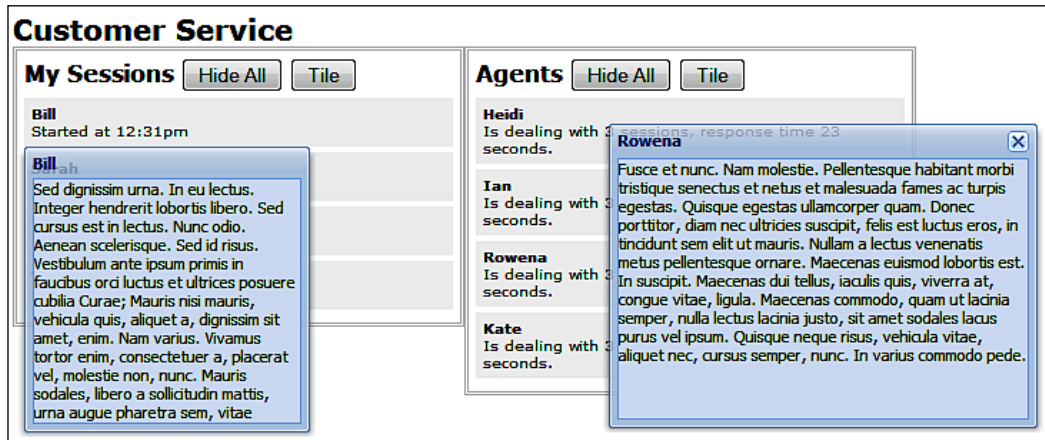 Customer Service
My Sessions Hide All Tile
Bill
Started at 12:31pm
Sarah
Bill
Sed dignissim urna. In eu lectus.
Integer hendrerit lobortis libero. Sed
cursus est in lectus. Nunc odio.
Aenean scelerisque. Sed id risus.
Vestibulum ante ipsum primis in
faucibus orci luctus et ultrices posuere
cubilia Curae; Mauris nisi mauris,
vehicula quis, aliquet a, dignissim sit
amet, enim. Nam varius. Vivamus
tortor enim, consectetuer a, placerat
vel, molestie non, nunc. Mauris
sodales, libero a sollicitudin mattis,
urna augue pharetra sem, vitae
Agents Hide All Tile
Heidi
Is dealing with 3 sessions, response time 23
seconds.
Ian
Is dealing with 3
seconds.
Rowena
Is dealing with 3
seconds.
Kate
Is dealing with 3
seconds.
Rowena
Fusce et nunc. Nam molestie. Pellentesque habitant morbi
tristique senectus et netus et malesuada fames ac turpis
egestas. Quisque egestas ullamcorper quam. Donec
porttitor, diam nec ultricies suscipit, felis est luctus eros, in
tincidunt sem elit ut mauris. Nullam a lectus venenatis
metus pellentesque ornare. Maecenas euismod lobortis est.
In suscipit. Maecenas dui tellus, iaculis quis, viverra at,
congue vitae, ligula. Maecenas commodo, quam ut lacinia
semper, nulla lectus lacinia justo, sit amet sodales lacus
purus vel ipsum. Quisque neque risus, vehicula vitae,
aliquet nec, cursus semper, nunc. In varius commodo pede.